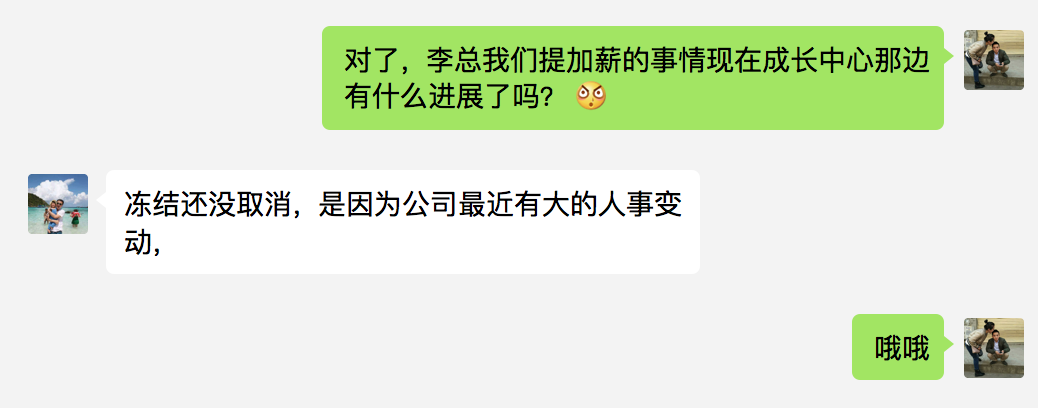 对了，李总我们提加薪的事情现在成长中心那边
有什么进展了吗？
冻结还没取消，是因为公司最近有大的人事变
动，
哦哦